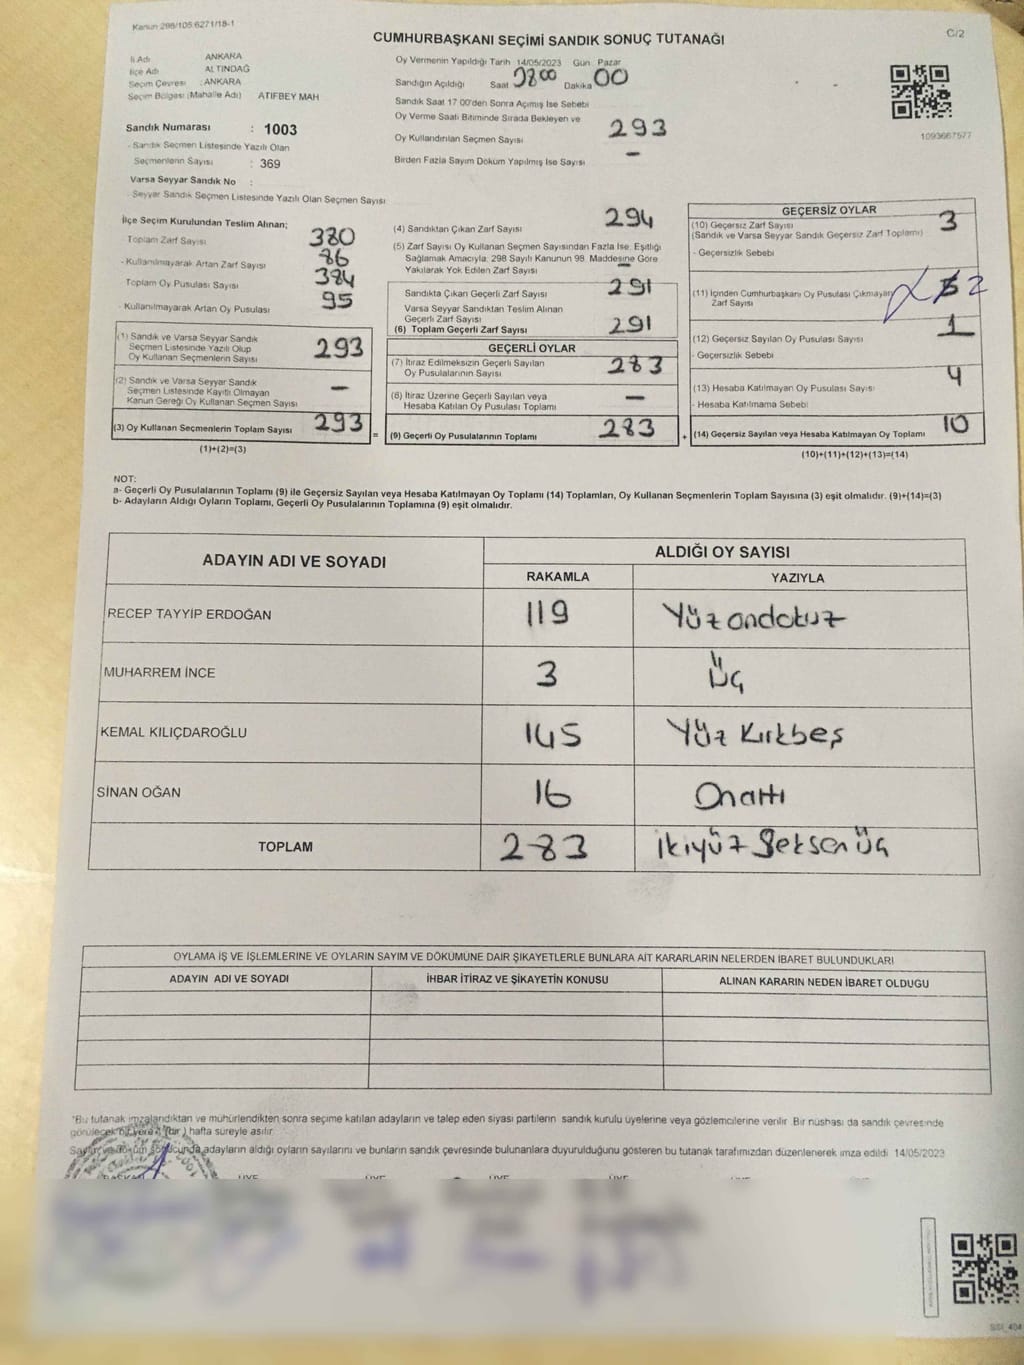 Kanun 298/105 6271/18-1
C/2
CUMHURBAŞKANI SEÇİMİ SANDIK SONUÇ TUTANAĞI
İl Adı ANKARA
İlçe Adı ALTINDAĞ
Seçim Çevresi : ANKARA
Seçim Bölgesi (Mahalle Adı) ATIFBEY MAH
Sandık Numarası : 1003
- Sandık Seçmen Listesinde Yazılı Olan
Seçmenlerin Sayısı : 369
Varsa Seyyar Sandık No :
Seyyar Sandık Seçmen Listesinde Yazılı Olan Seçmen Sayısı
Oy Vermenin Yapıldığı Tarih 14/05/2023 Gün Pazar
Sandığın Açıldığı Saat Dakika 00
Sandık Saat 17 00'den Sonra Açımış İse Sebebi
Oy Verme Saati Bitiminde Sırada Bekleyen ve
Oy Kullandırılan Seçmen Sayısı 293
Birden Fazla Sayım Döküm Yapılmış İse Sayısı —
1093667577
İlçe Seçim Kurulundan Teslim Alınan;
Toplam Zarf Sayısı 380
- Kullanılmayarak Artan Zarf Sayısı 86
Toplam Oy Pusulası Sayısı 384
- Kullanılmayarak Artan Oy Pusulası 95
(1) Sandık ve Varsa Seyyar Sandık
Seçmen Listesinde Yazılı Olup
Oy Kullanan Seçmenlerin Sayısı 293
(2) Sandık ve Varsa Seyyar Sandık
Seçmen Listesinde Kayıtlı Olmayan
Kanun Gereği Oy Kullanan Seçmen Sayısı —
(3) Oy Kullanan Seçmenlerin Toplam Sayısı 293
(1)+(2)=(3)
(4) Sandıktan Çıkan Zarf Sayısı 294
(5) Zarf Sayısı Oy Kullanan Seçmen Sayısından Fazla İse, Eşitliği
Sağlamak Amacıyla, 298 Sayılı Kanunun 98. Maddesine Göre
Yakılarak Yok Edilen Zarf Sayısı —
Sandıkta Çıkan Geçerli Zarf Sayısı 291
Varsa Seyyar Sandıktan Teslim Alınan
Geçerli Zarf Sayısı
(6) Toplam Geçerli Zarf Sayısı 291
GEÇERLİ OYLAR
(7) İtiraz Edilmeksizin Geçerli Sayılan
Oy Pusulalarının Sayısı 283
(8) İtiraz Üzerine Geçerli Sayılan veya
Hesaba Katılan Oy Pusulası Toplamı —
= (9) Geçerli Oy Pusulalarının Toplamı 283
GEÇERSİZ OYLAR
(10) Geçersiz Zarf Sayısı 3
(Sandık ve Varsa Seyyar Sandık Geçersiz Zarf Toplamı)
- Geçersizlik Sebebi
(11) İçinden Cumhurbaşkanı Oy Pusulası Çıkmayan
Zarf Sayısı 2
(12) Geçersiz Sayılan Oy Pusulası Sayısı 1
- Geçersizlik Sebebi
(13) Hesaba Katılmayan Oy Pusulası Sayısı 4
- Hesaba Katılmama Sebebi
+ (14) Geçersiz Sayılan veya Hesaba Katılmayan Oy Toplamı 10
(10)+(11)+(12)+(13)=(14)
NOT:
a- Geçerli Oy Pusulalarının Toplamı (9) ile Geçersiz Sayılan veya Hesaba Katılmayan Oy Toplamı (14) Toplamları, Oy Kullanan Seçmenlerin Toplam Sayısına (3) eşit olmalıdır. (9)+(14)=(3)
b- Adayların Aldığı Oyların Toplamı, Geçerli Oy Pusulalarının Toplamına (9) eşit olmalıdır.
ADAYIN ADI VE SOYADI ALDIĞI OY SAYISI
RAKAMLA YAZIYLA
RECEP TAYYİP ERDOĞAN 119 Yüzondokuz
MUHARREM İNCE 3 Üç
KEMAL KILIÇDAROĞLU 145 Yüz Kırkbeş
SİNAN OĞAN 16 Onaltı
TOPLAM 283 ikiyüz Seksen üç
OYLAMA İŞ VE İŞLEMLERİNE VE OYLARIN SAYIM VE DÖKÜMÜNE DAİR ŞİKAYETLERLE BUNLARA AİT KARARLARIN NELERDEN İBARET BULUNDUKLARI
ADAYIN ADI VE SOYADI İHBAR İTİRAZ VE ŞİKAYETİN KONUSU ALINAN KARARIN NEDEN İBARET OLDUĞU
*Bu tutanak imzalandıktan ve mühürlendikten sonra seçime katılan adayların ve talep eden siyasi partilerin sandık kurulu üyelerine veya gözlemcilerine verilir. Bir nüshası da sandık çevresinde
görülecek bir yere 1 (bir) hafta süreyle asılır.
Sayım ve döküm sonucunda adayların aldığı oyların sayılarını ve bunların sandık çevresinde bulunanlara duyurulduğunu gösteren bu tutanak tarafımızdan düzenlenerek imza edildi 14/05/2023